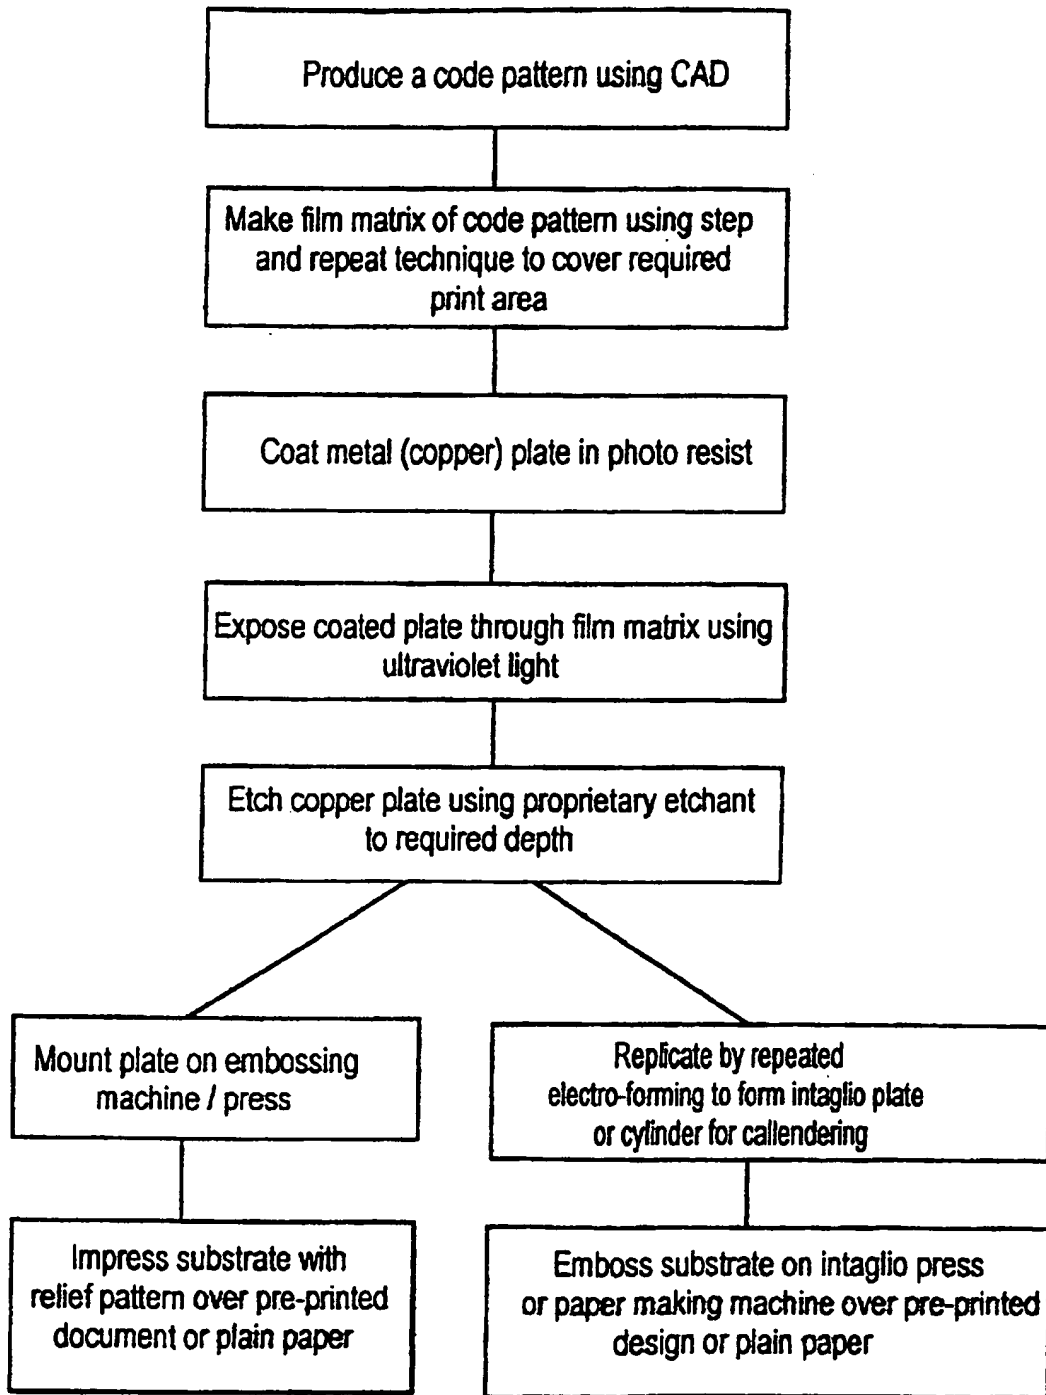 Produce a code pattern using CAD
Make film matrix of code pattern using step
and repeat technique to cover required
print area
Coat metal (copper) plate in photo resist
Expose coated plate through film matrix using
ultraviolet light
Etch copper plate using proprietary etchant
to required depth
Mount plate on embossing
machine / press
Replicate by repeated
electro-forming to form intaglio plate
or cylinder for callendering
Impress substrate with
relief pattern over pre-printed
document or plain paper
Emboss substrate on intaglio press
or paper making machine over pre-printed
design or plain paper